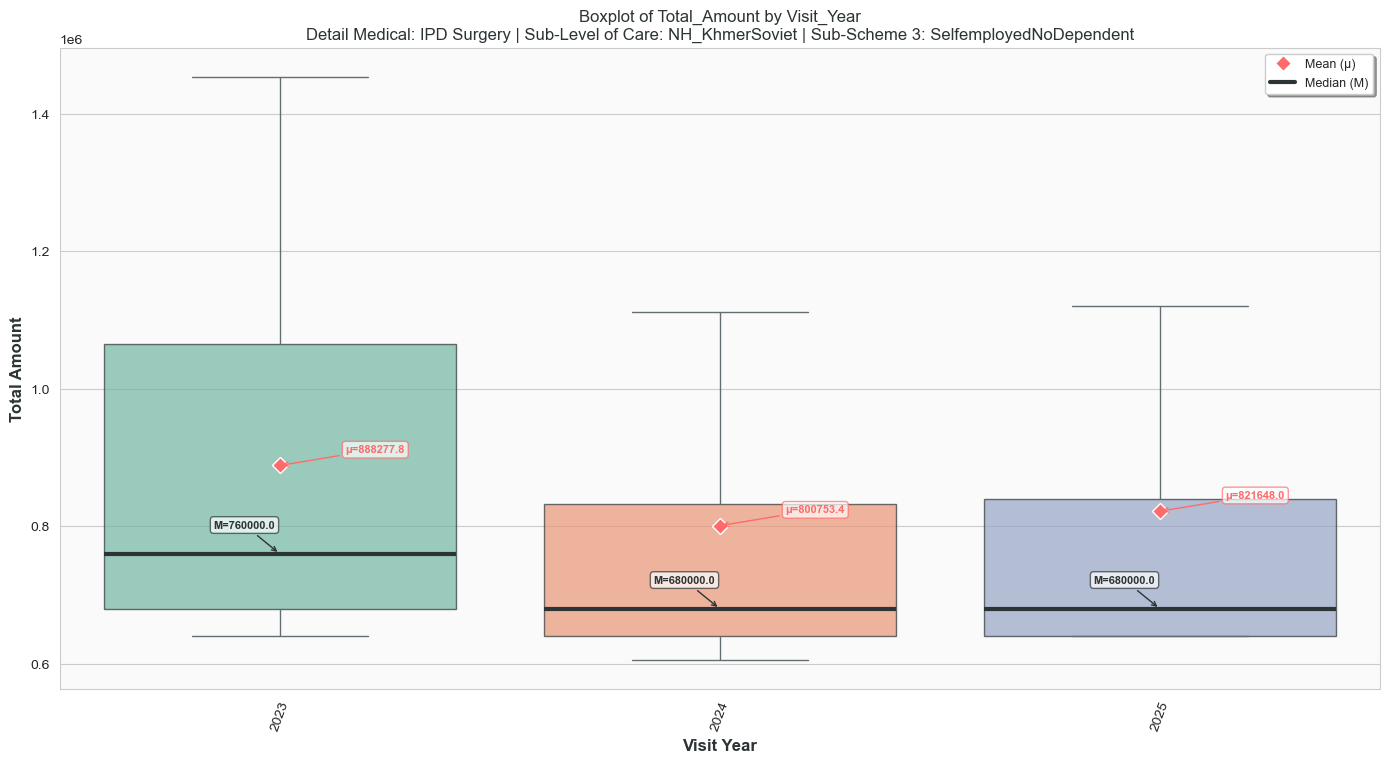 Boxplot of Total_Amount by Visit_Year
Detail Medical: IPD Surgery | Sub-Level of Care: NH_KhmerSoviet | Sub-Scheme 3: SelfemployedNoDependent
1e6
Mean (μ)
Median (M)
1.4
1.2
1.0
0.8
0.6
Total Amount
μ=888277.8
M=760000.0
μ=800753.4
M=680000.0
μ=821648.0
M=680000.0
2023
2024
2025
Visit Year